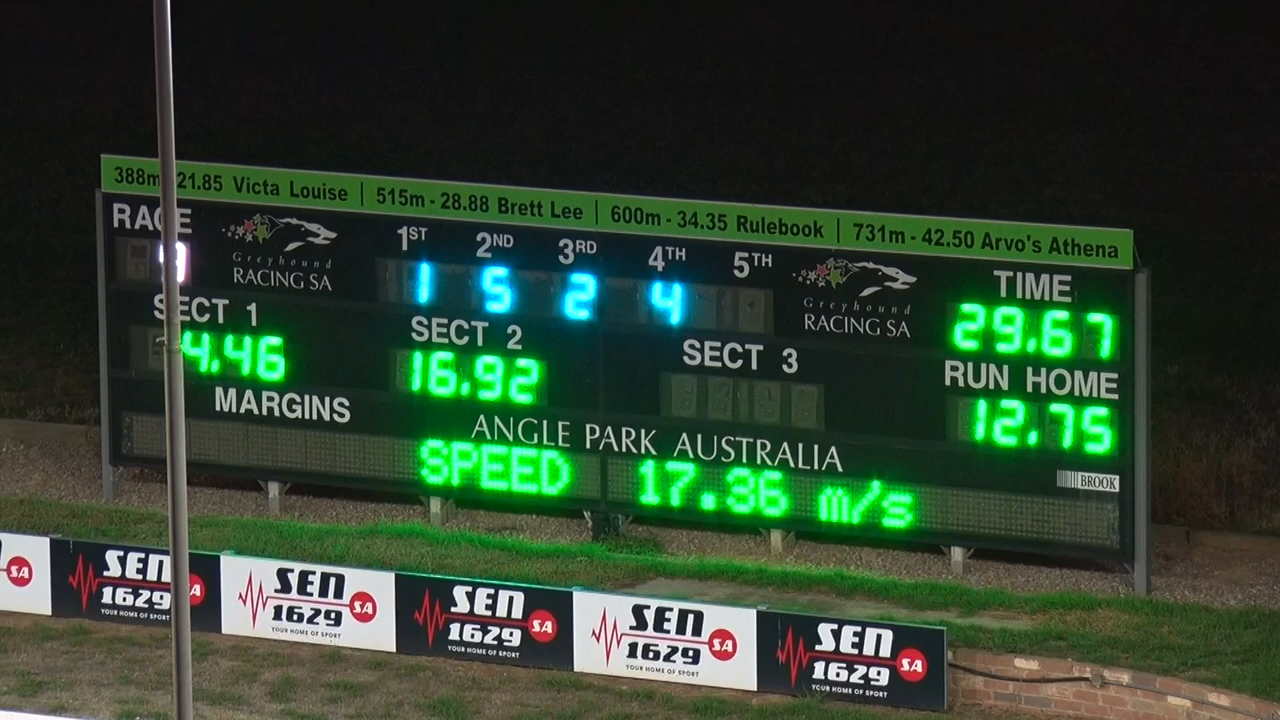 388m 21.85 Victa Louise | 515m - 28.88 Brett Lee | 600m - 34.35 Rulebook | 731m - 42.50 Arvo's Athena
RACE
Greyhound
RACING SA
1ST 2ND 3RD 4TH 5TH
1 5 2 4
Greyhound
RACING SA
TIME
29.67
SECT 1
4.46
SECT 2
16.92
SECT 3
RUN HOME
12.75
MARGINS
ANGLE PARK AUSTRALIA
SPEED 17.36 m/s
BROOK
SA
SEN
1629
SA
YOUR HOME OF SPORT
SEN
1629
SA
YOUR HOME OF SPORT
SEN
1629
SA
YOUR HOME OF SPORT
SEN
1629
SA
YOUR HOME OF SPORT
SEN
1629
SA
YOUR HOME OF SPORT